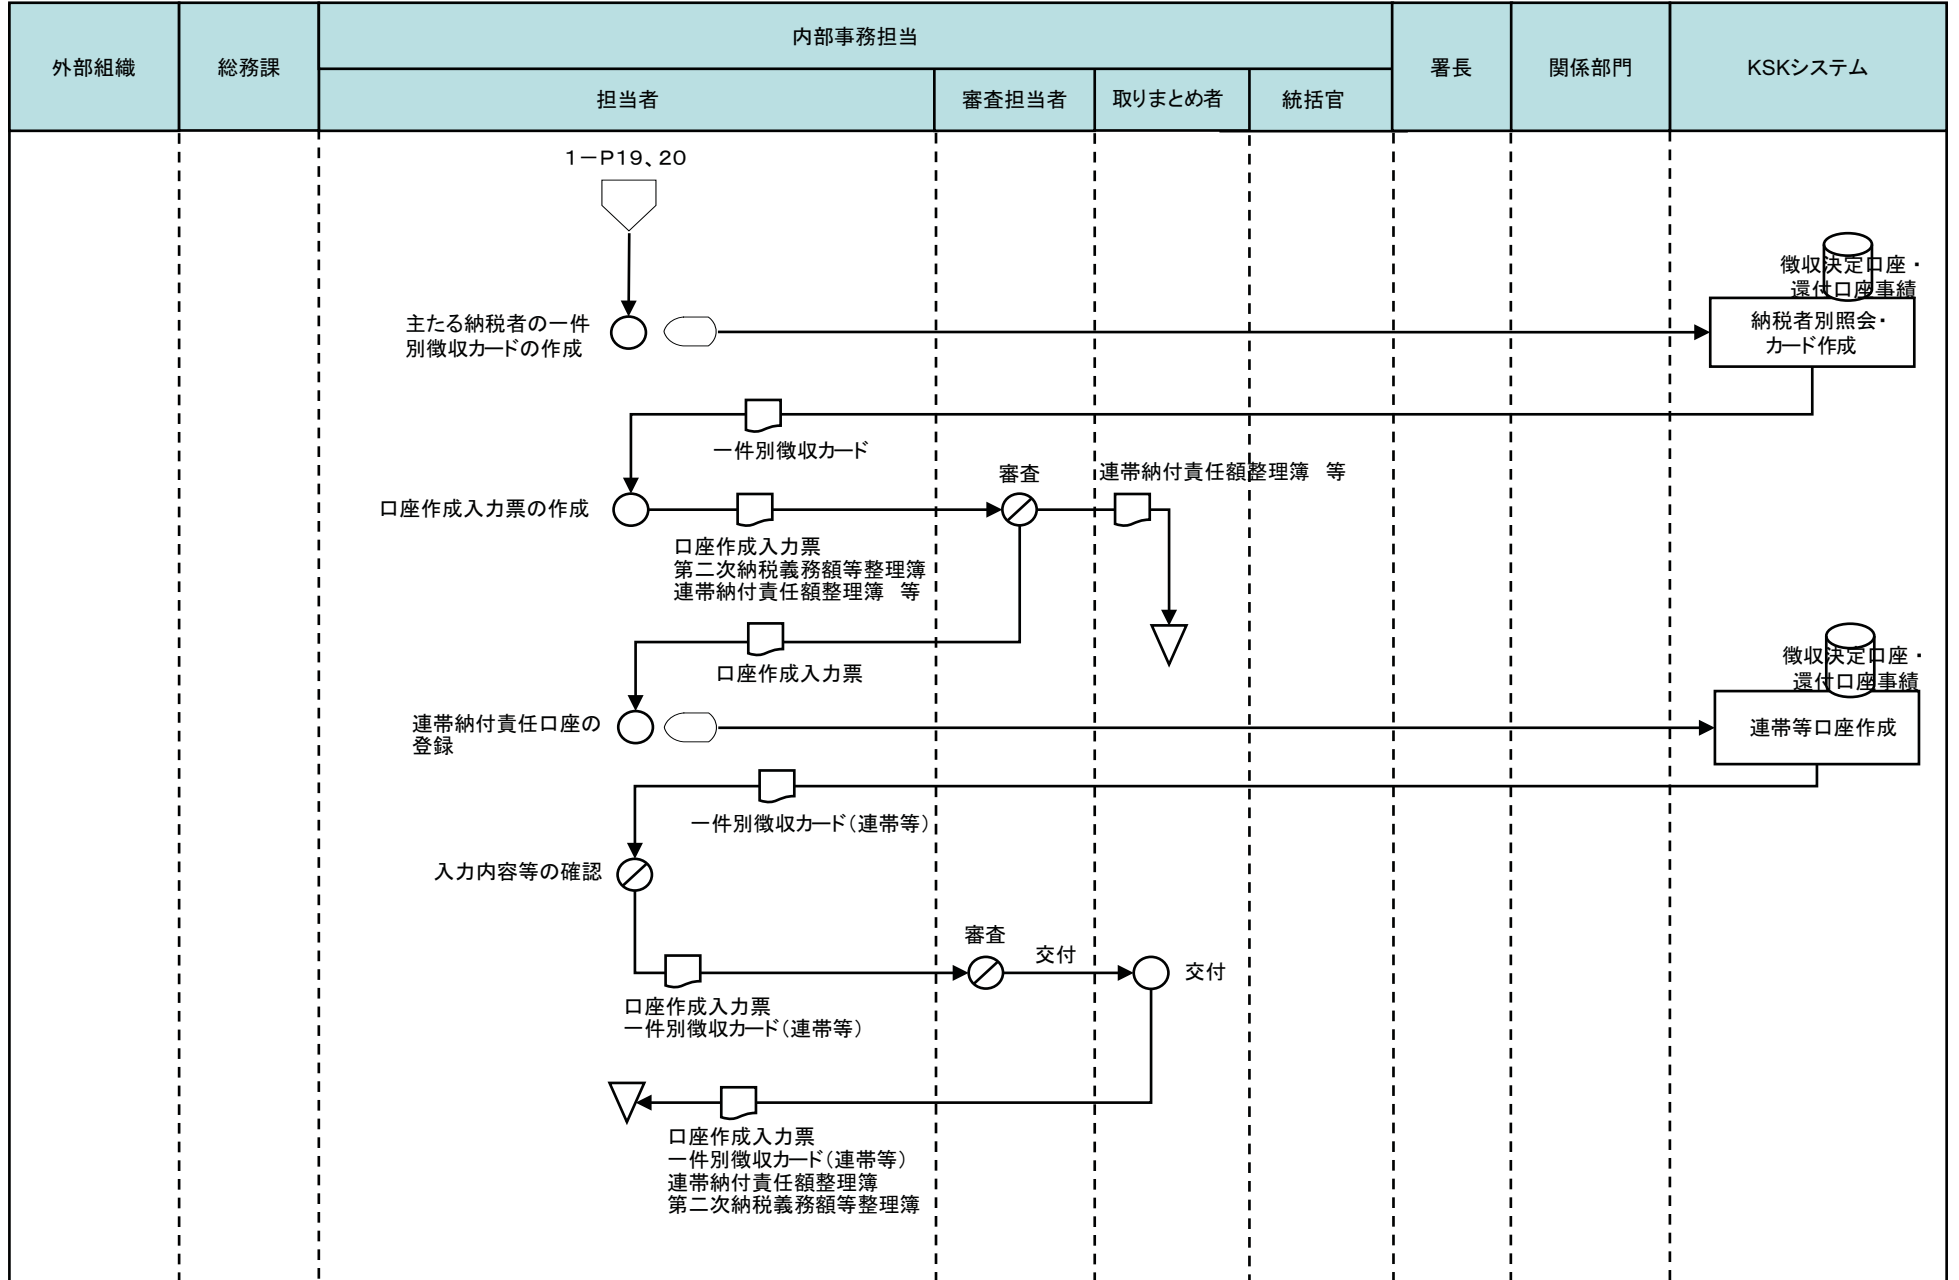 外部組織
総務課
内部事務担当
担当者
審査担当者
取りまとめ者
統括官
署長
関係部門
KSKシステム
1－P19、20
徴収決定口座・
還付口座事績
主たる納税者の一件
別徴収カードの作成
納税者別照会・
カード作成
一件別徴収カード
審査
連帯納付責任額整理簿　等
口座作成入力票の作成
口座作成入力票
第二次納税義務額等整理簿
連帯納付責任額整理簿　等
口座作成入力票
徴収決定口座・
還付口座事績
連帯納付責任口座の
登録
連帯等口座作成
一件別徴収カード（連帯等）
入力内容等の確認
審査
交付
交付
口座作成入力票
一件別徴収カード（連帯等）
口座作成入力票
一件別徴収カード（連帯等）
連帯納付責任額整理簿
第二次納税義務額等整理簿